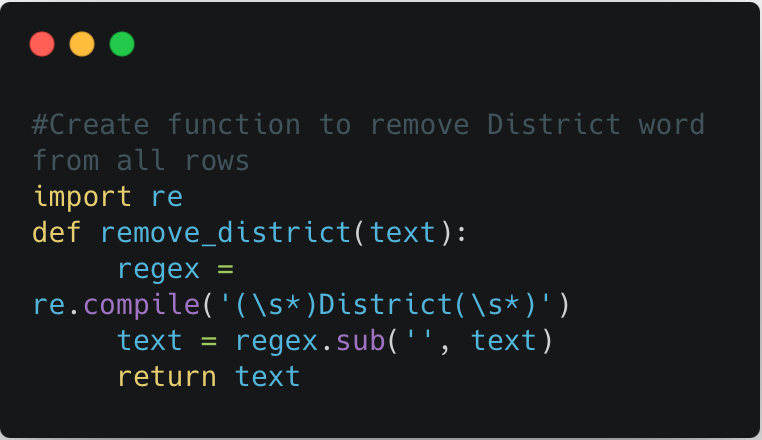 #Create function to remove District word
from all rows
import re
def remove_district(text):
     regex =
re.compile('(\s*)District(\s*)')
     text = regex.sub('', text)
     return text